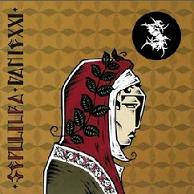 SEPULTURA · DANTE XXI ·